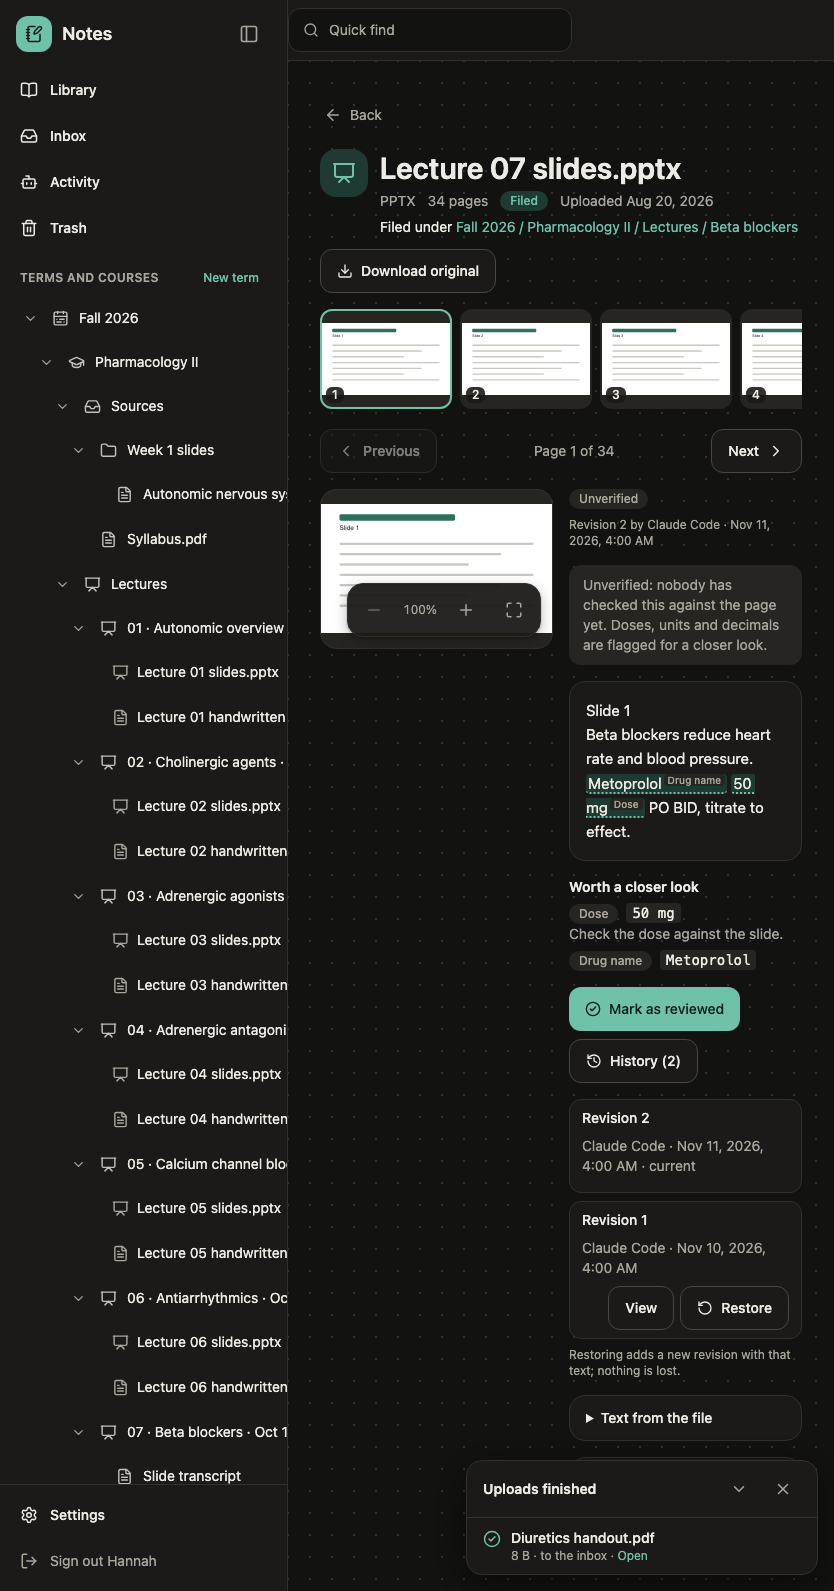 Notes
Library
Inbox
Activity
Trash
TERMS AND COURSES New term
Fall 2026
Pharmacology II
Sources
Week 1 slides
Autonomic nervous sy
Syllabus.pdf
Lectures
01 · Autonomic overview
Lecture 01 slides.pptx
Lecture 01 handwritten
02 · Cholinergic agents ·
Lecture 02 slides.pptx
Lecture 02 handwritten
03 · Adrenergic agonists
Lecture 03 slides.pptx
Lecture 03 handwritten
04 · Adrenergic antagoni
Lecture 04 slides.pptx
Lecture 04 handwritten
05 · Calcium channel blo
Lecture 05 slides.pptx
Lecture 05 handwritten
06 · Antiarrhythmics · Oc
Lecture 06 slides.pptx
Lecture 06 handwritten
07 · Beta blockers · Oct 1
Slide transcript
Settings
Sign out Hannah
Quick find
Back
Lecture 07 slides.pptx
PPTX 34 pages Filed Uploaded Aug 20, 2026
Filed under Fall 2026 / Pharmacology II / Lectures / Beta blockers
Download original
Slide 1
1
Slide 2
2
Slide 3
3
Slide 4
4
Previous
Page 1 of 34
Next
Slide 1
100%
Unverified
Revision 2 by Claude Code · Nov 11,
2026, 4:00 AM
Unverified: nobody has
checked this against the page
yet. Doses, units and decimals
are flagged for a closer look.
Slide 1
Beta blockers reduce heart
rate and blood pressure.
Metoprolol Drug name 50
mg Dose PO BID, titrate to
effect.
Worth a closer look
Dose 50 mg
Check the dose against the slide.
Drug name Metoprolol
Mark as reviewed
History (2)
Revision 2
Claude Code · Nov 11, 2026,
4:00 AM · current
Revision 1
Claude Code · Nov 10, 2026,
4:00 AM
View
Restore
Restoring adds a new revision with that
text; nothing is lost.
Text from the file
Uploads finished
Diuretics handout.pdf
8 B · to the inbox · Open